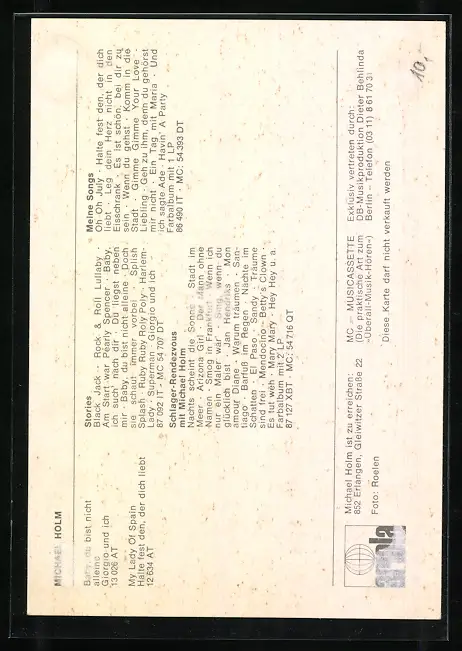 MICHAEL HOLM
Baby, du bist nicht
alleine
Giorgio und ich
13 026 AT
My Lady Of Spain
Halte fest den, der dich liebt
12 634 AT
Stories
Black Jack · Rock & Roll Lullaby ·
Am Start war Pearly Spencer · Baby,
ich such' nach dir · Du liegst neben
mir · Baby, du bist nicht alleine · Doch
sie schaut immer vorbei · Splish
Splash · Ruby Ruby Roly Poly · Harlem-
Lady · Superman · Giorgio und ich
87 092 IT - MC 54 707 DT
Schlager-Rendezvous
mit Michael Holm
Nachts scheint die Sonne · Stadt im
Meer · Arizona Girl · Der Mann ohne
Namen · Smog in Frankfurt · Wenn ich
nur ein Maler wär' · Sing, wenn du
glücklich bist · Jan Hendriks · Mon
amour Diane · Warum träumen · San-
tiago · Barfuß im Regen · Nächte im
Schatten · El Paso · Sandy · Träume
sind frei · Mendocino · Betty's Clown ·
Es tut weh · Mary Mary · Hey Hey u. a.
Farbalbum mit 2 LP
87 127 XBT · MC: 54 716 QT
Meine Songs
Oh Oh July · Halte fest den, der dich
liebt · Leg dein Herz nicht in den
Eisschrank · Es ist schön, bei dir zu
sein · Wenn du gehst · Komm in die
Stadt · Gimme Gimme Your Love ·
Liebling · Geh zu ihm, denn du gehörst
mir nicht · Ein Tag mit Maria · Und
ich sagte Ade · Havin' A Party
Farbalbum mit 1 LP
86 490 IT · MC: 54 393 DT
ariola
Michael Holm ist zu erreichen:
852 Erlangen, Gleiwitzer Straße 22
Foto: Roelen
MC = MUSICASSETTE
(Die praktische Art zum
»Überall-Musik-Hören«)
Exklusiv vertreten durch:
DB-Musikproduktion Dieter Behlinda
Berlin – Telefon (03 11) 8 61 70 31
Diese Karte darf nicht verkauft werden
10,-